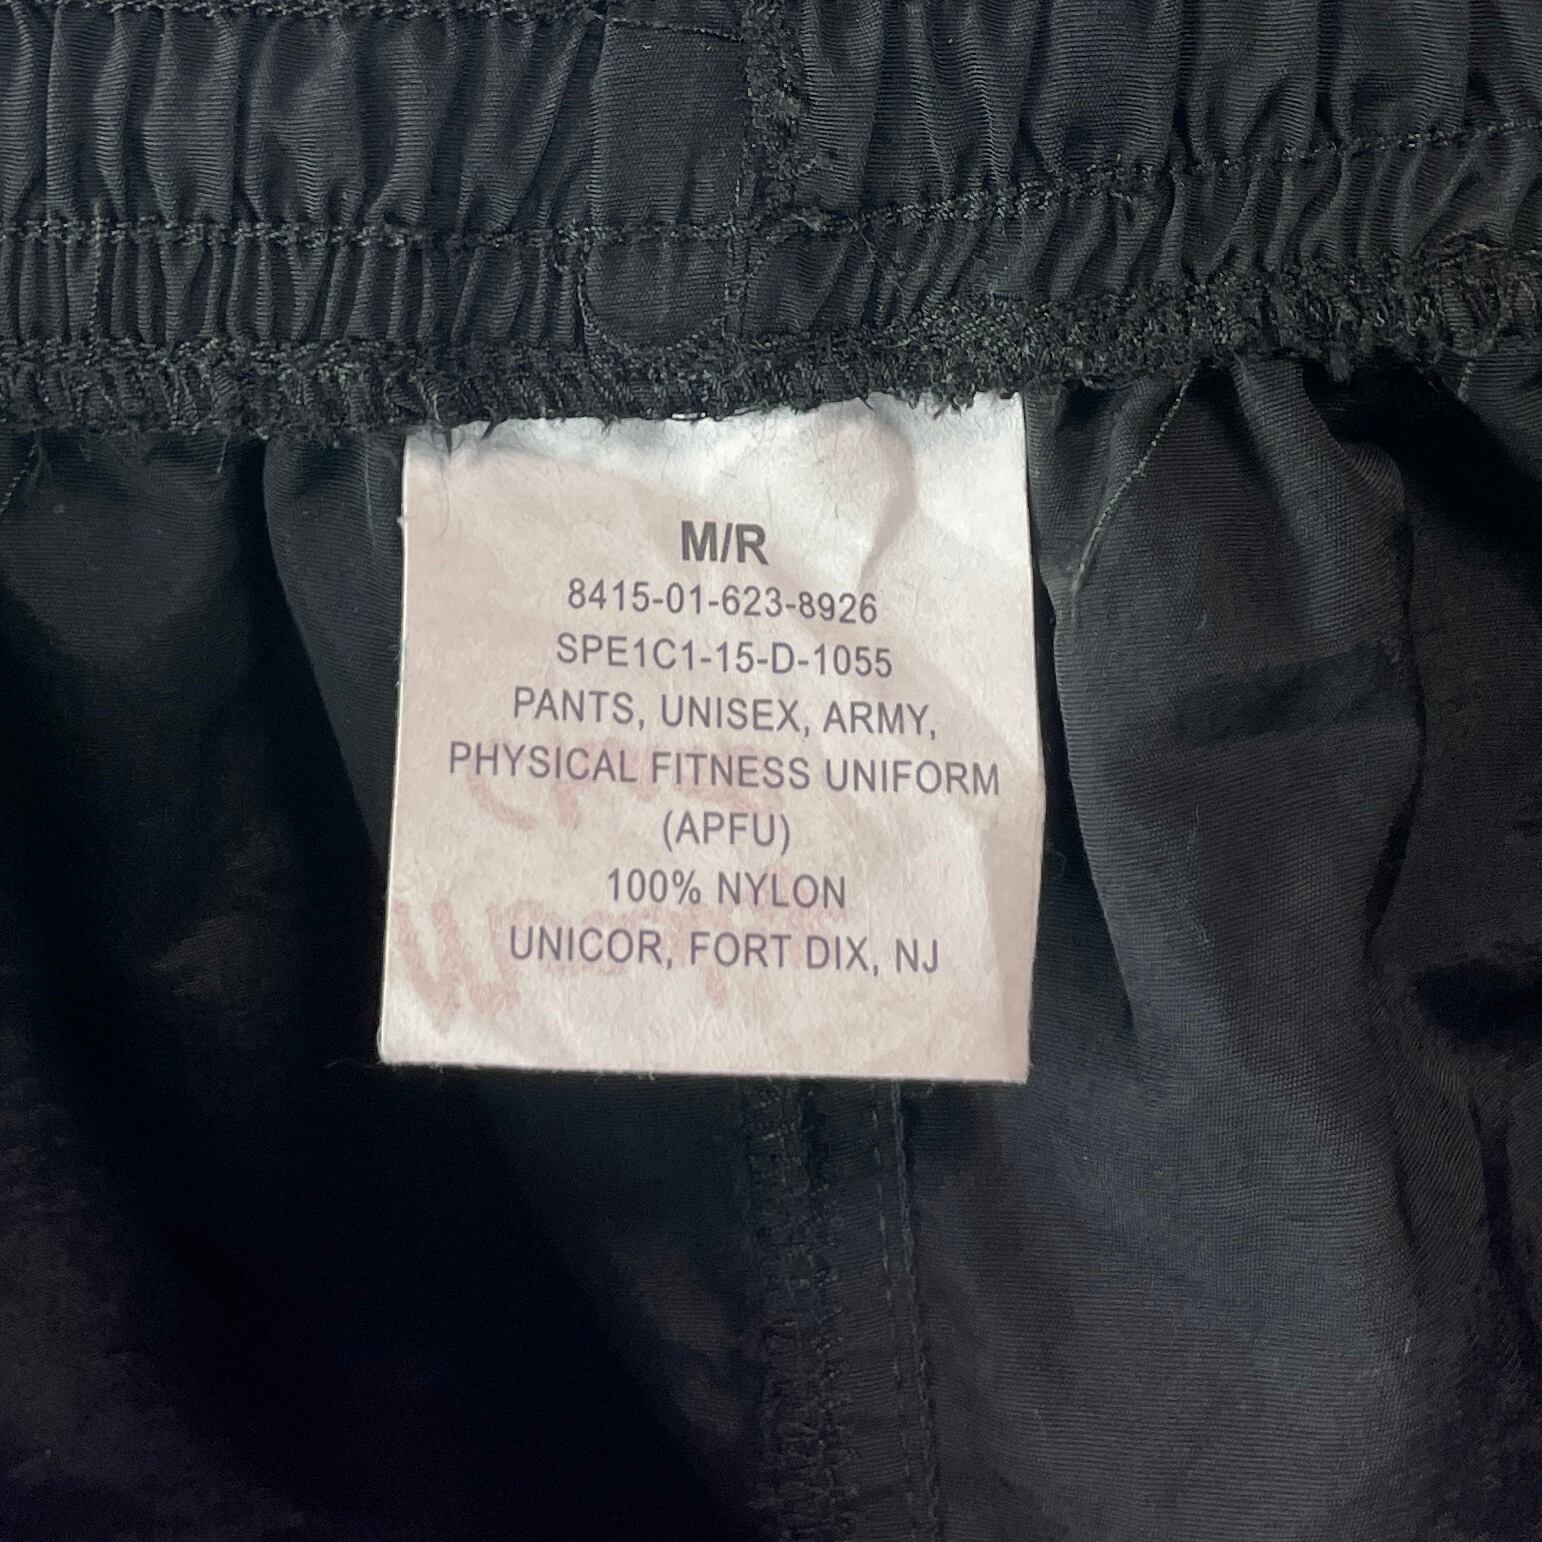 M/R
8415-01-623-8926
SPE1C1-15-D-1055
PANTS, UNISEX, ARMY,
PHYSICAL FITNESS UNIFORM
(APFU)
100% NYLON
UNICOR, FORT DIX, NJ